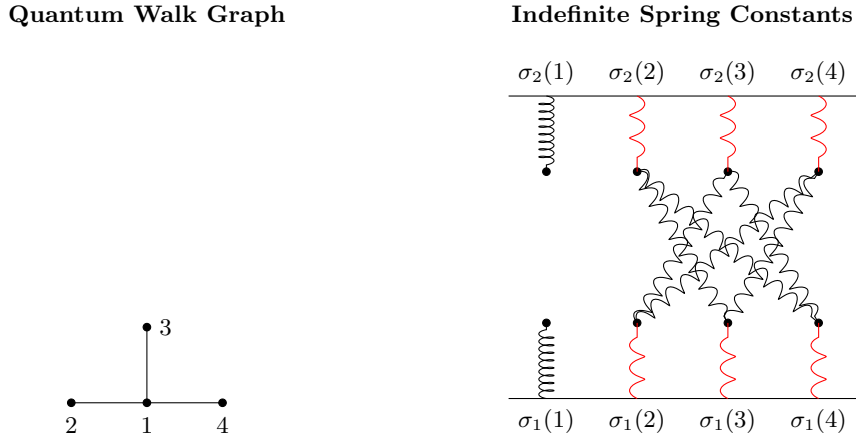 Quantum Walk Graph
3
2 1 4
Indefinite Spring Constants
σ₂(1) σ₂(2) σ₂(3) σ₂(4)
σ₁(1) σ₁(2) σ₁(3) σ₁(4)